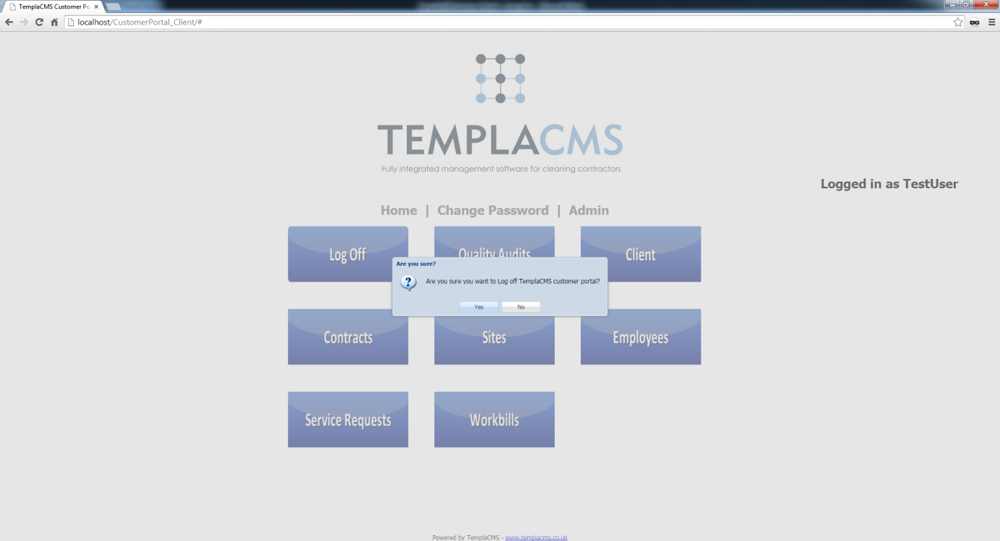 TemplaCMS Customer Po
localhost/CustomerPortal_Client/#
TEMPLACMS
Fully integrated management software for cleaning contractors
Logged in as TestUser
Home | Change Password | Admin
Log Off
Quality Audits
Client
Are you sure?
?
Are you sure you want to Log off TemplaCMS customer portal?
Yes
No
Contracts
Sites
Employees
Service Requests
Workbills
Powered by TemplaCMS - www.templacms.co.uk